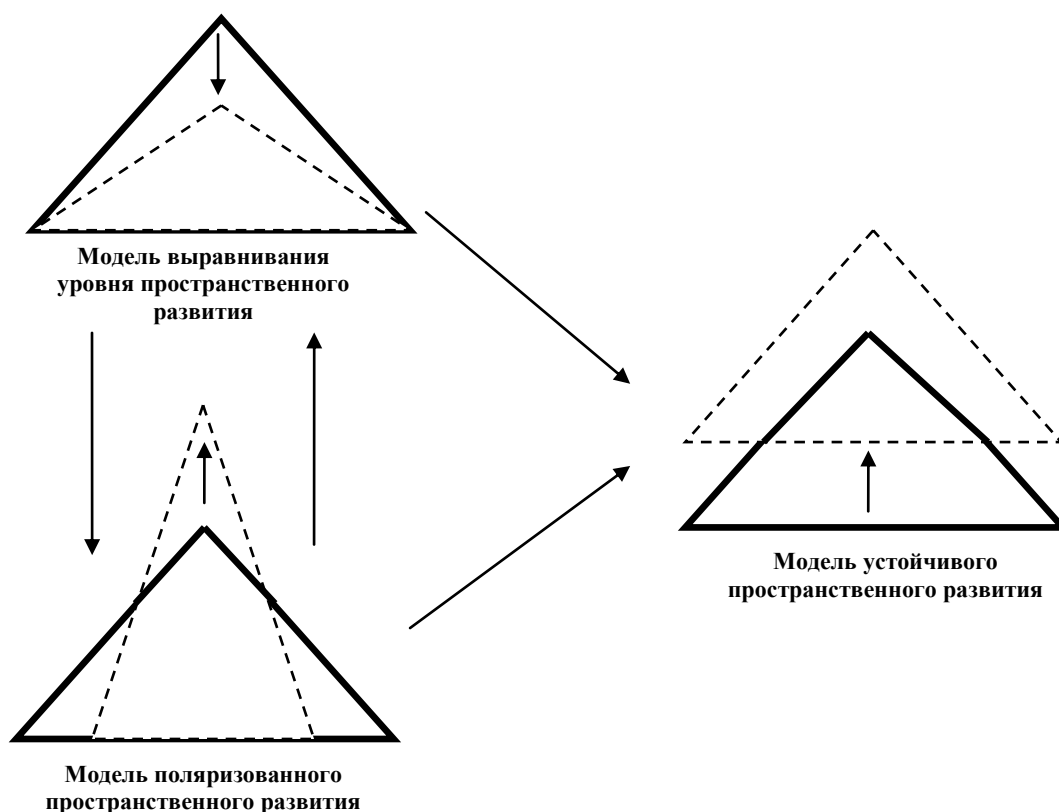 Модель выравнивания
уровня пространственного
развития
Модель устойчивого
пространственного развития
Модель поляризованного
пространственного развития